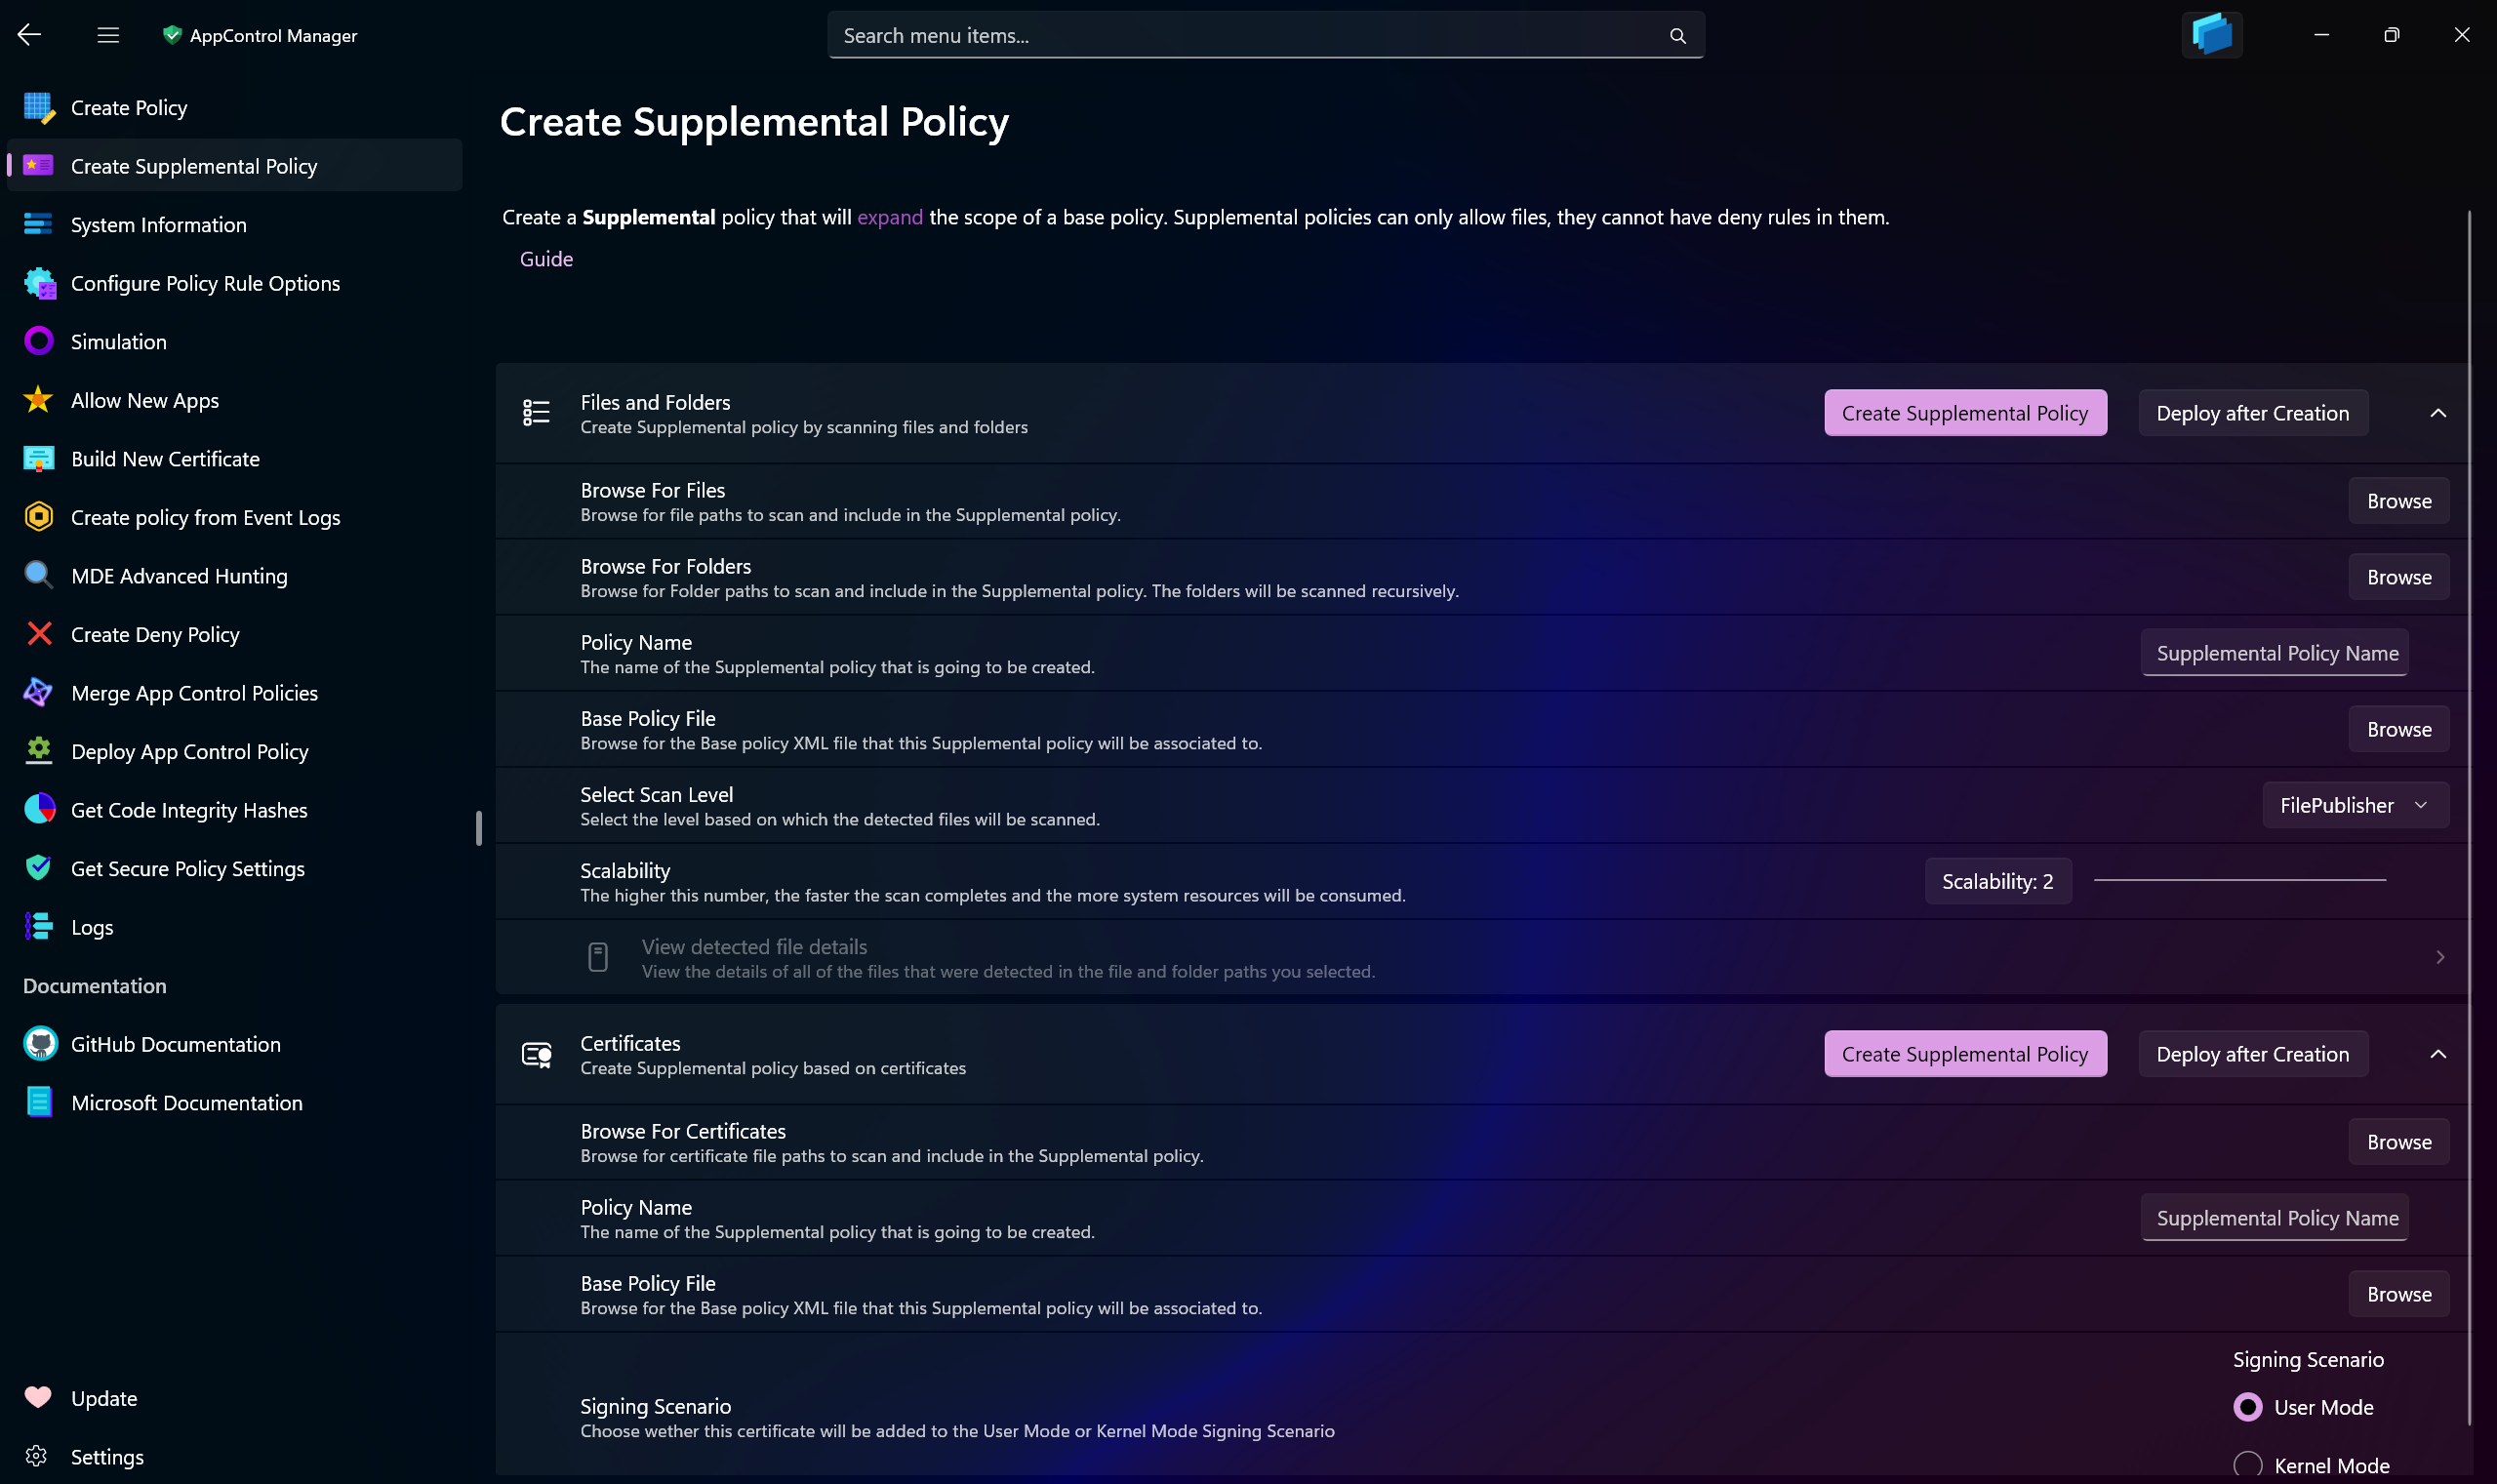 AppControl Manager
Search menu items...
Create Policy
Create Supplemental Policy
System Information
Configure Policy Rule Options
Simulation
Allow New Apps
Build New Certificate
Create policy from Event Logs
MDE Advanced Hunting
Create Deny Policy
Merge App Control Policies
Deploy App Control Policy
Get Code Integrity Hashes
Get Secure Policy Settings
Logs
Documentation
GitHub Documentation
Microsoft Documentation
Update
Settings
Create Supplemental Policy
Create a Supplemental policy that will expand the scope of a base policy. Supplemental policies can only allow files, they cannot have deny rules in them.
Guide
Files and Folders
Create Supplemental policy by scanning files and folders
Create Supplemental Policy
Deploy after Creation
Browse For Files
Browse for file paths to scan and include in the Supplemental policy.
Browse
Browse For Folders
Browse for Folder paths to scan and include in the Supplemental policy. The folders will be scanned recursively.
Browse
Policy Name
The name of the Supplemental policy that is going to be created.
Supplemental Policy Name
Base Policy File
Browse for the Base policy XML file that this Supplemental policy will be associated to.
Browse
Select Scan Level
Select the level based on which the detected files will be scanned.
FilePublisher
Scalability
The higher this number, the faster the scan completes and the more system resources will be consumed.
Scalability: 2
View detected file details
View the details of all of the files that were detected in the file and folder paths you selected.
Certificates
Create Supplemental policy based on certificates
Create Supplemental Policy
Deploy after Creation
Browse For Certificates
Browse for certificate file paths to scan and include in the Supplemental policy.
Browse
Policy Name
The name of the Supplemental policy that is going to be created.
Supplemental Policy Name
Base Policy File
Browse for the Base policy XML file that this Supplemental policy will be associated to.
Browse
Signing Scenario
Choose wether this certificate will be added to the User Mode or Kernel Mode Signing Scenario
Signing Scenario
User Mode
Kernel Mode